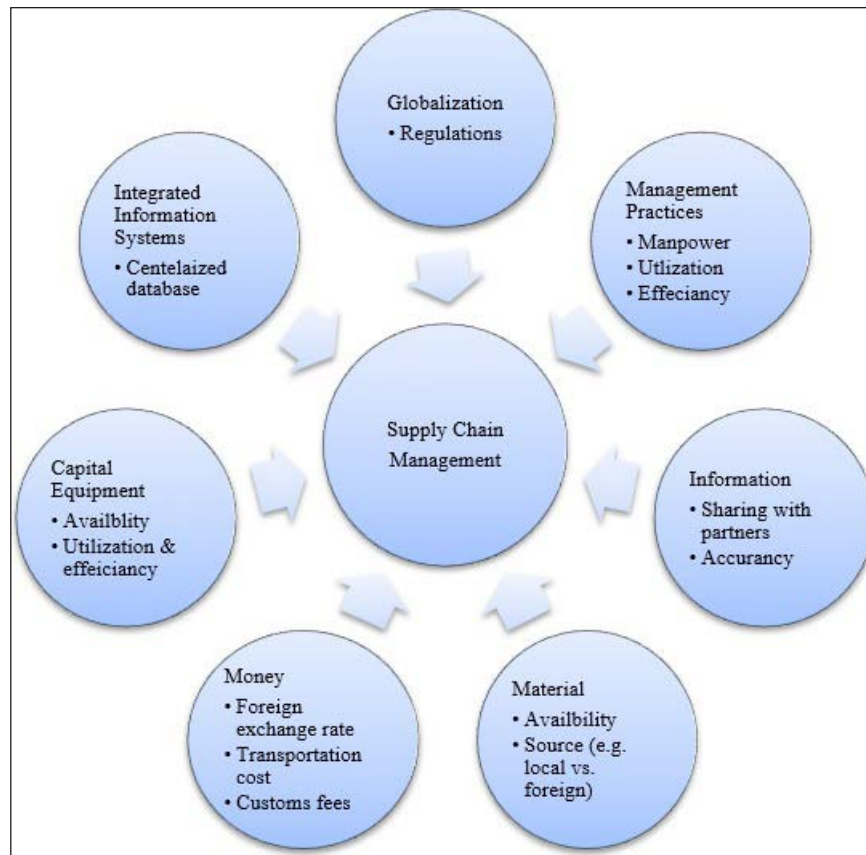 Globalization
• Regulations
Management
Practices
• Manpower
• Utlization
• Effeciancy
Information
• Sharing with
partners
• Accurancy
Material
• Availbility
• Source (e.g.
local vs.
foreign)
Money
• Foreign
exchange rate
• Transportation
cost
• Customs fees
Capital
Equipment
• Availblity
• Utilization &
effeiciancy
Integrated
Information
Systems
• Centelaized
database
Supply Chain
Management